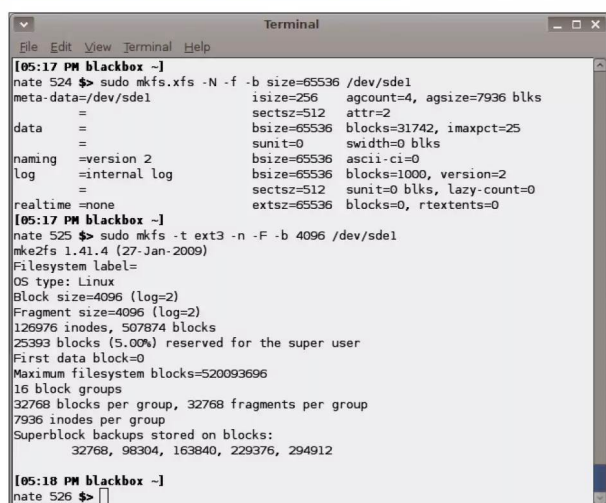 Terminal
File Edit View Terminal Help
[05:17 PM blackbox ~]
nate 524 $> sudo mkfs.xfs -N -f -b size=65536 /dev/sde1
meta-data=/dev/sde1 isize=256 agcount=4, agsize=7936 blks
= sectsz=512 attr=2
data = bsize=65536 blocks=31742, imaxpct=25
= sunit=0 swidth=0 blks
naming =version 2 bsize=65536 ascii-ci=0
log =internal log bsize=65536 blocks=1000, version=2
= sectsz=512 sunit=0 blks, lazy-count=0
realtime =none extsz=65536 blocks=0, rtextents=0
[05:17 PM blackbox ~]
nate 525 $> sudo mkfs -t ext3 -n -F -b 4096 /dev/sde1
mke2fs 1.41.4 (27-Jan-2009)
Filesystem label=
OS type: Linux
Block size=4096 (log=2)
Fragment size=4096 (log=2)
126976 inodes, 507874 blocks
25393 blocks (5.00%) reserved for the super user
First data block=0
Maximum filesystem blocks=520093696
16 block groups
32768 blocks per group, 32768 fragments per group
7936 inodes per group
Superblock backups stored on blocks:
32768, 98304, 163840, 229376, 294912
[05:18 PM blackbox ~]
nate 526 $>